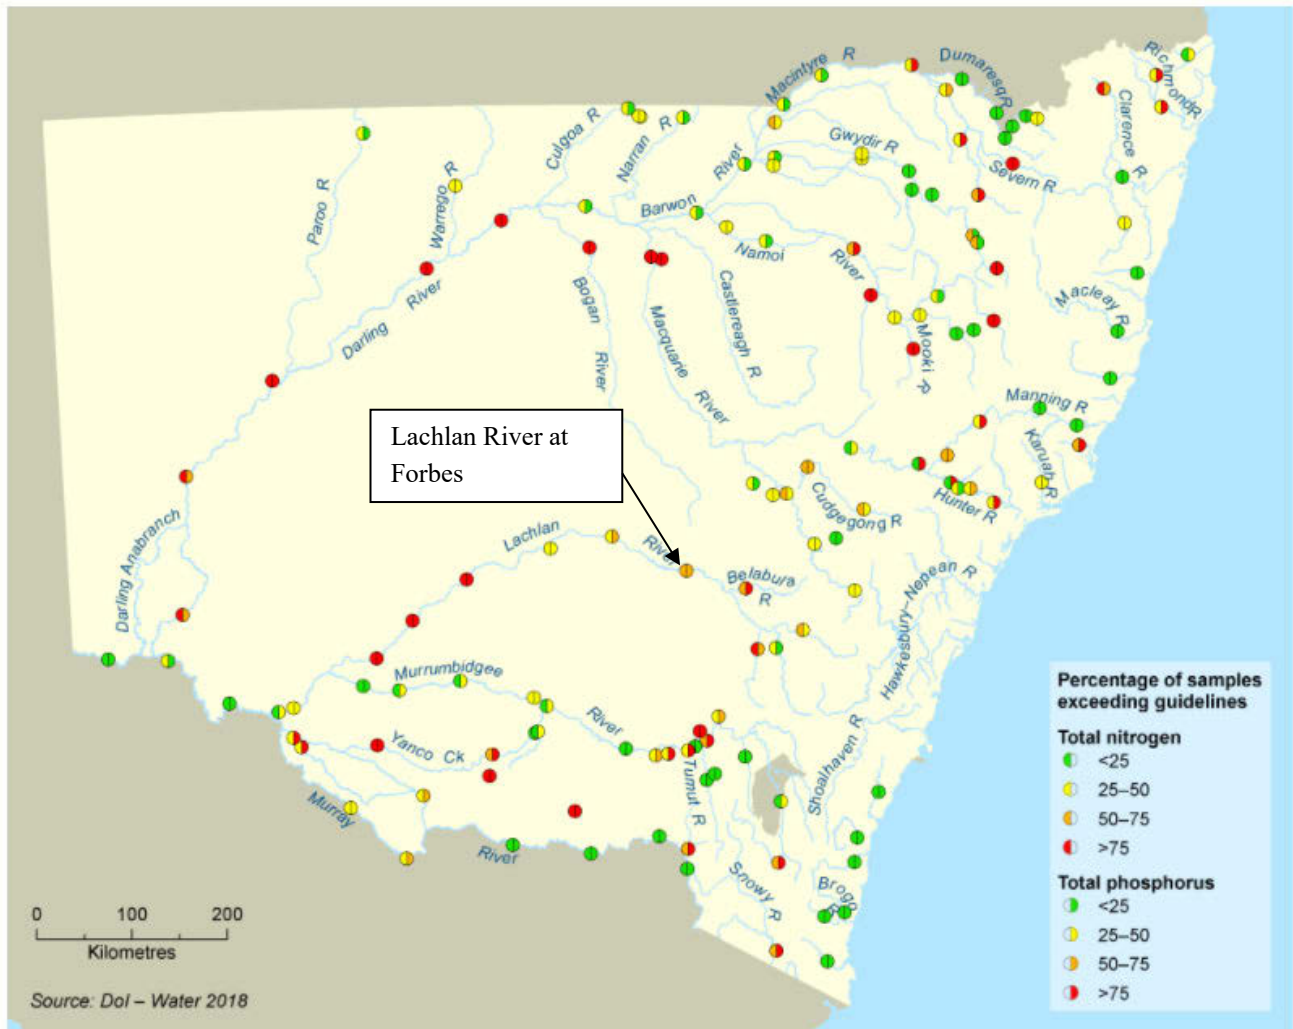 Macintyre R
Dumaresq R
Richmond R
Clarence R
Culgoa R
Narran R
River
Gwydir R
Severn R
Paroo R
Warrego R
Barwon
Namoi
River
Macleay R
Darling River
Bogan River
Macquarie River
Castlereagh R
Mooki R
Manning R
Karuah R
Hunter R
Lachlan River at
Forbes
Cudgegong R
Lachlan River
Belabula R
Darling Anabranch
Hawkesbury–Nepean R
Murrumbidgee
River
Yanco Ck
Tumut R
Shoalhaven R
Murray
River
Snowy R
Brogo R
Percentage of samples
exceeding guidelines
Total nitrogen
<25
25–50
50–75
>75
Total phosphorus
<25
25–50
50–75
>75
0 100 200
Kilometres
Source: DoI – Water 2018